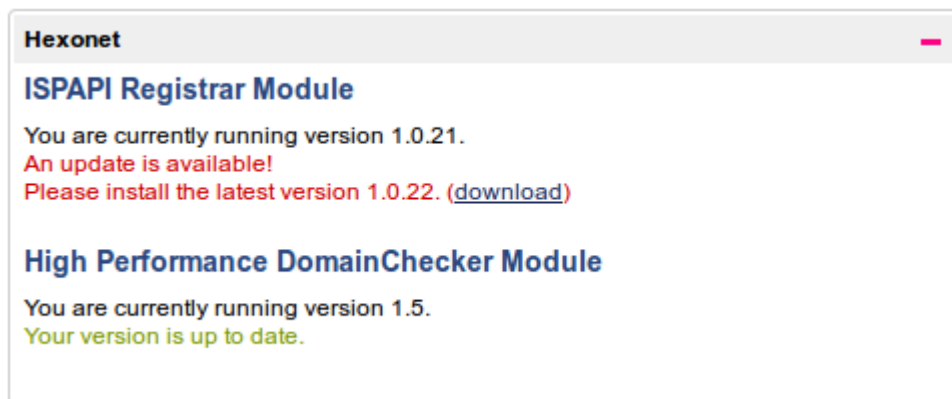 Hexonet
ISPAPI Registrar Module
You are currently running version 1.0.21.
An update is available!
Please install the latest version 1.0.22. (download)
High Performance DomainChecker Module
You are currently running version 1.5.
Your version is up to date.